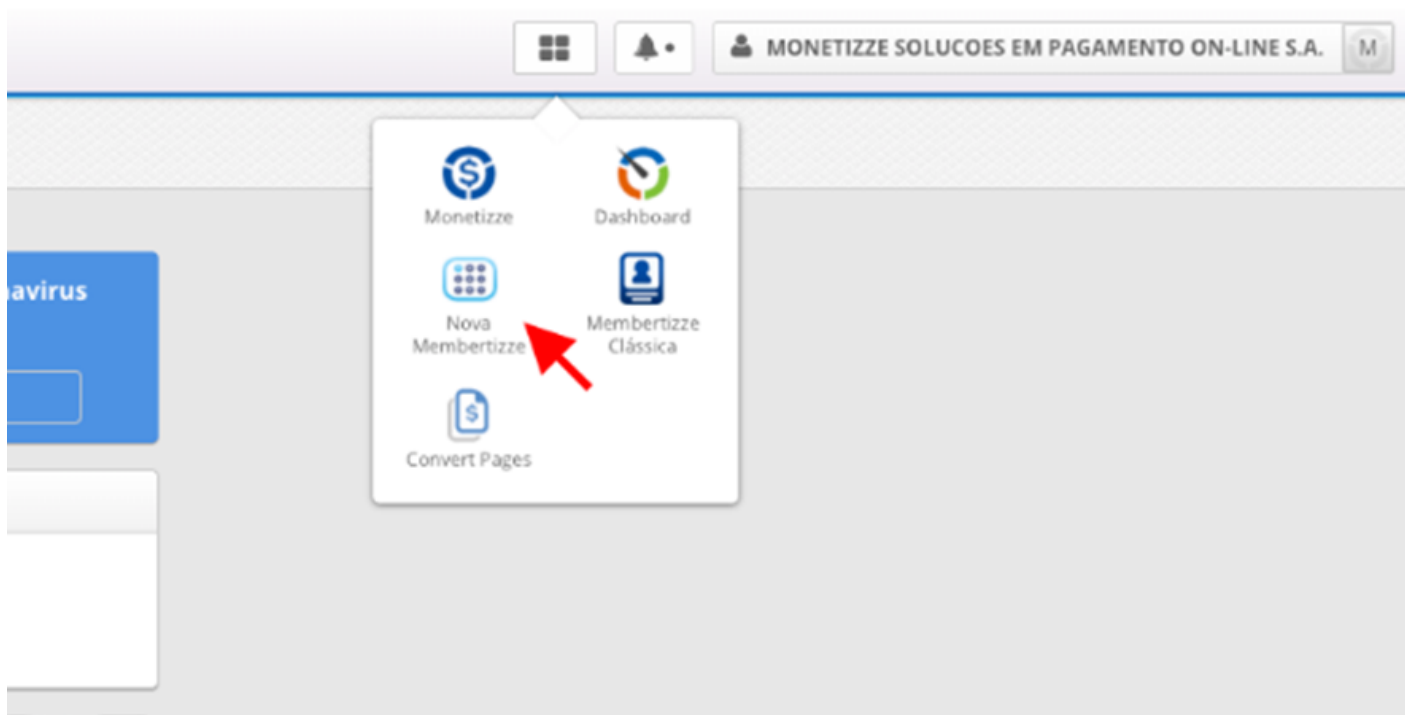 MONETIZZE SOLUCOES EM PAGAMENTO ON-LINE S.A. M
Monetizze
Dashboard
avirus
Nova
Membertizze
Membertizze
Clássica
Convert Pages